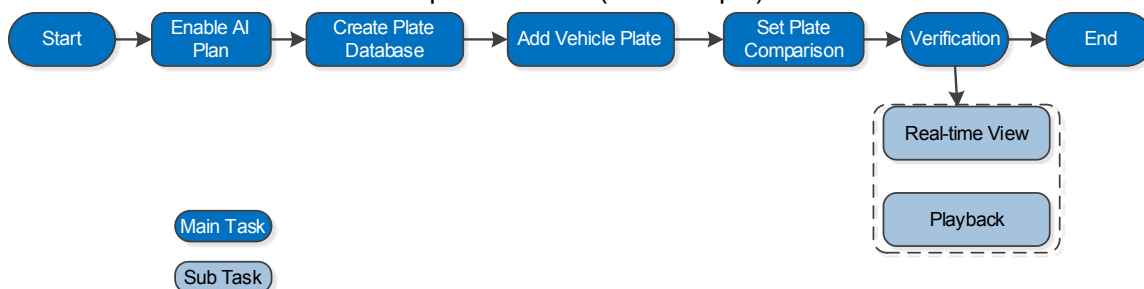 Start
Enable AI
Plan
Create Plate
Database
Add Vehicle Plate
Set Plate
Comparison
Verification
End
Real-time View
Playback
Main Task
Sub Task